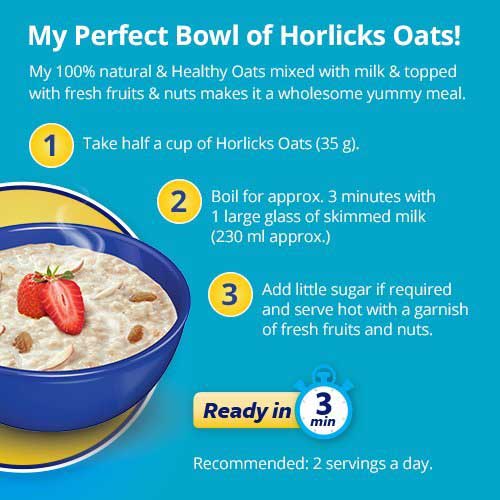 My Perfect Bowl of Horlicks Oats!
My 100% natural & Healthy Oats mixed with milk & topped
with fresh fruits & nuts makes it a wholesome yummy meal.
1 Take half a cup of Horlicks Oats (35 g).
2 Boil for approx. 3 minutes with
1 large glass of skimmed milk
(230 ml approx.)
3 Add little sugar if required
and serve hot with a garnish
of fresh fruits and nuts.
Ready in 3
min
Recommended: 2 servings a day.